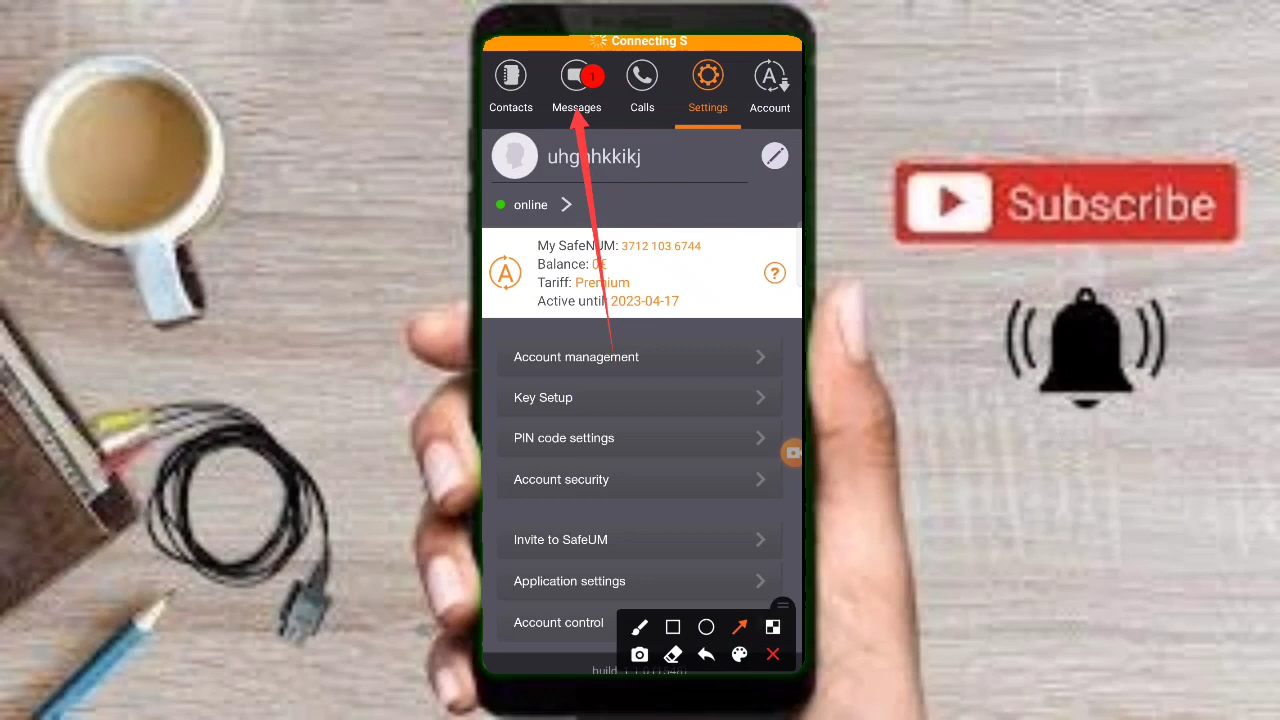 Connecting S
1
Contacts
Messages
Calls
Settings
Account
online
My SafeNUM: 3712 103 6744
Balance: 0€
Tariff: Premium
Active until: 2023-04-17
Account management
Key Setup
PIN code settings
Account security
Invite to SafeUM
Application settings
Account control
Subscribe